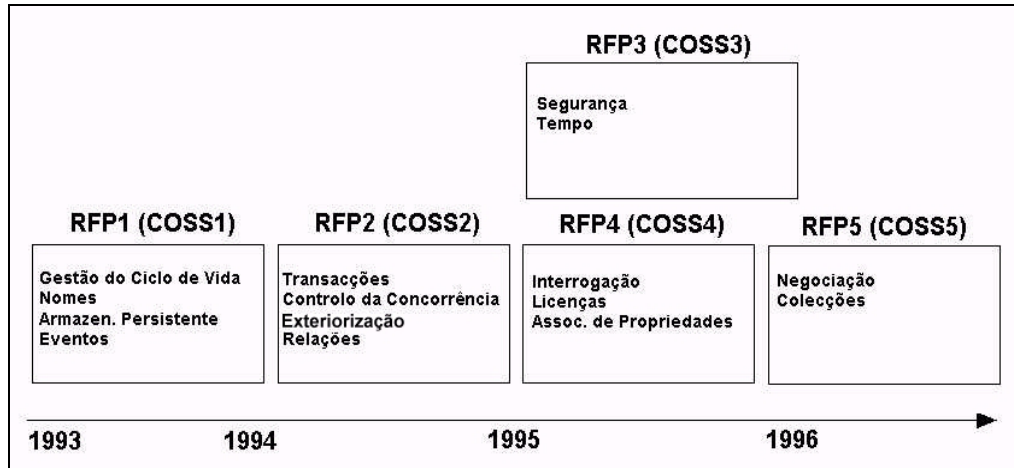 RFP3 (COSS3)
Segurança
Tempo
RFP1 (COSS1)
Gestão do Ciclo de Vida
Nomes
Armazen. Persistente
Eventos
RFP2 (COSS2)
Transacções
Controlo da Concorrência
Exteriorização
Relações
RFP4 (COSS4)
Interrogação
Licenças
Assoc. de Propriedades
RFP5 (COSS5)
Negociação
Colecções
1993
1994
1995
1996